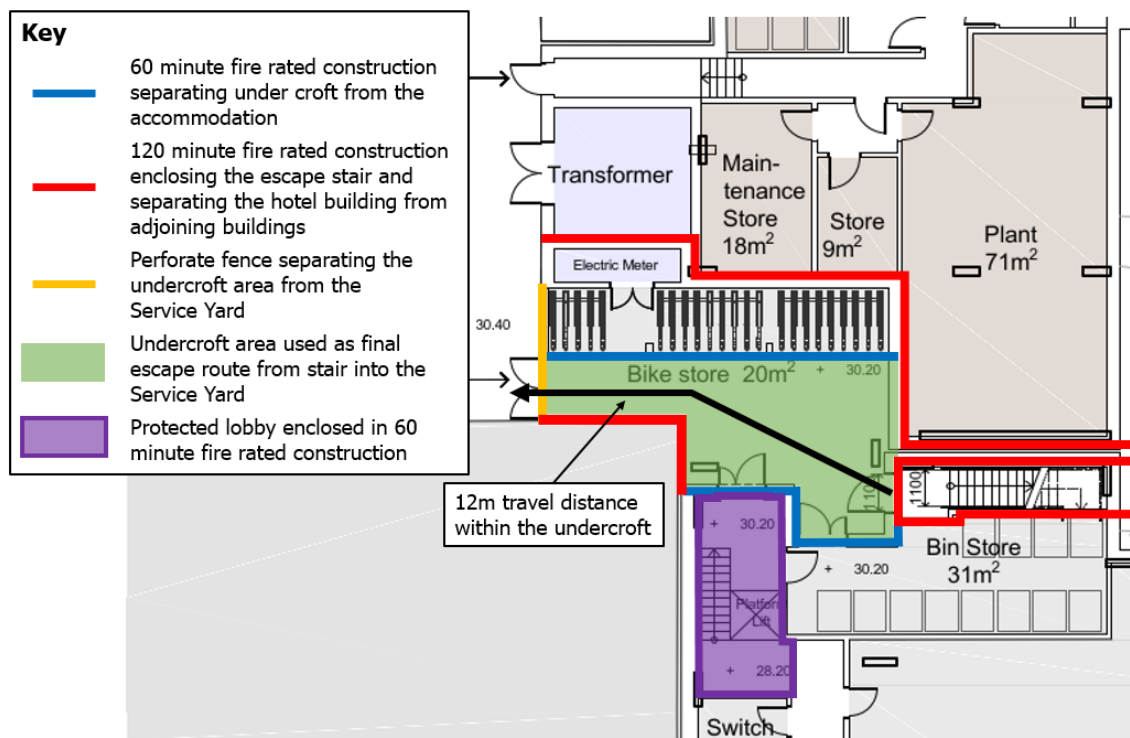 Key
60 minute fire rated construction
separating under croft from the
accommodation
120 minute fire rated construction
enclosing the escape stair and
separating the hotel building from
adjoining buildings
Perforate fence separating the
undercroft area from the
Service Yard
Undercroft area used as final
escape route from stair into the
Service Yard
Protected lobby enclosed in 60
minute fire rated construction
Transformer
Main-
tenance
Store
18m²
Store
9m²
Plant
71m²
Electric Meter
30.40
Bike store 20m²
+ 30.20
12m travel distance
within the undercroft
1100
1100
+ 30.20
Bin Store
31m²
+ 30.20
Platform
Lift
+ 28.20
Switch